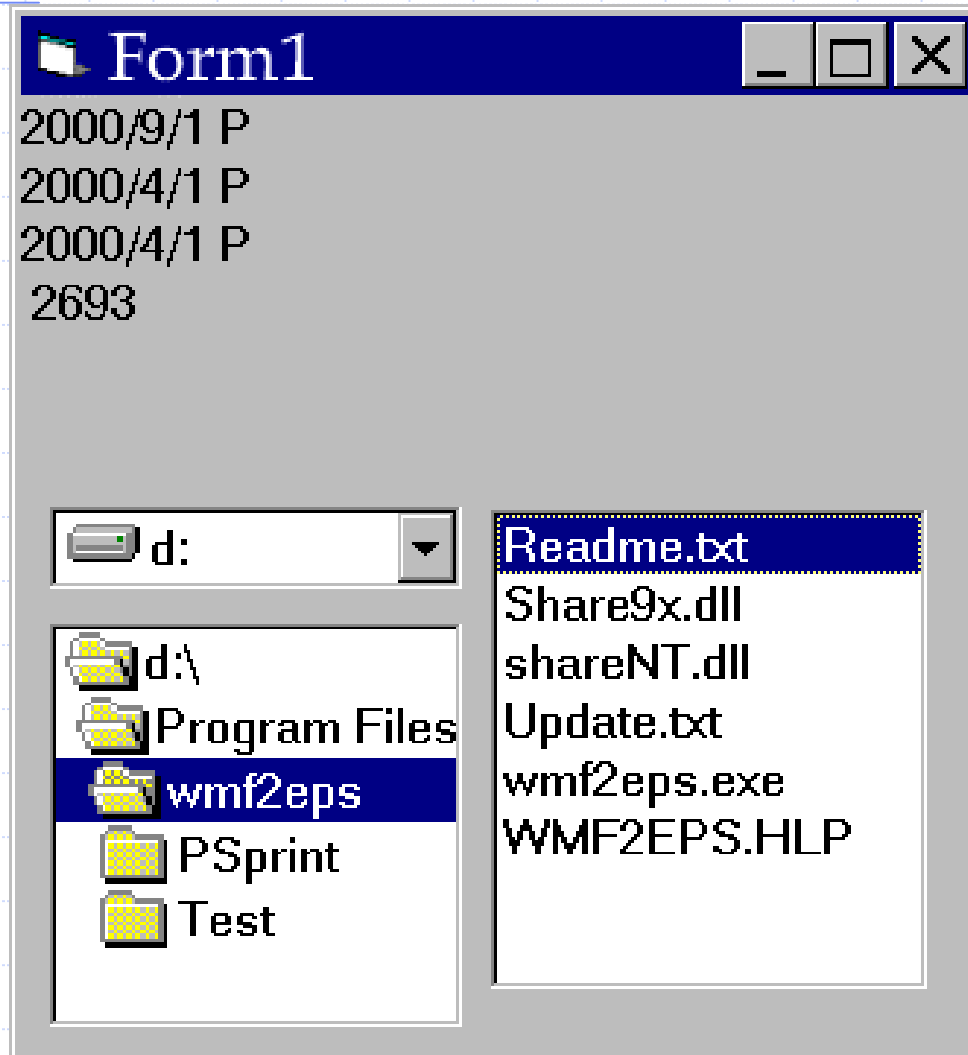 Form1
2000/9/1 P
2000/4/1 P
2000/4/1 P
2693
d:
d:\
Program Files
wmf2eps
PSprint
Test
Readme.txt
Share9x.dll
shareNT.dll
Update.txt
wmf2eps.exe
WMF2EPS.HLP